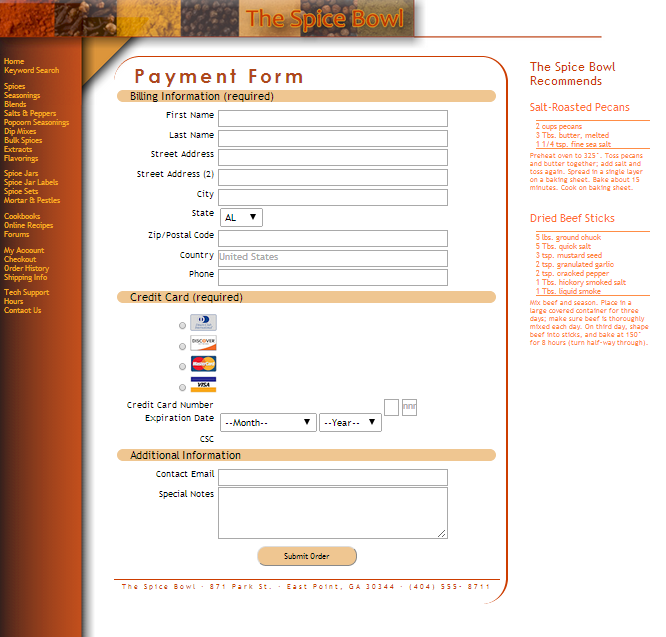 The Spice Bowl
Home
Keyword Search
Spices
Seasonings
Blends
Salts & Peppers
Popcorn Seasonings
Dip Mixes
Bulk Spices
Extracts
Flavorings
Spice Jars
Spice Jar Labels
Spice Sets
Mortar & Pestles
Cookbooks
Online Recipes
Forums
My Account
Checkout
Order History
Shipping Info
Tech Support
Hours
Contact Us
Payment Form
Billing Information (required)
First Name
Last Name
Street Address
Street Address (2)
City
State AL
Zip/Postal Code
Country United States
Phone
Credit Card (required)
Diners Club International
DISCOVER
MasterCard
VISA
Credit Card Number
nnn
Expiration Date --Month-- --Year--
CSC
Additional Information
Contact Email
Special Notes
Submit Order
The Spice Bowl · 871 Park St. · East Point, GA 30344 · (404) 555- 8711
The Spice Bowl
Recommends
Salt-Roasted Pecans
2 cups pecans
3 Tbs. butter, melted
1 1/4 tsp. fine sea salt
Preheat oven to 325˚. Toss pecans
and butter together; add salt and
toss again. Spread in a single layer
on a baking sheet. Bake about 15
minutes. Cook on baking sheet.
Dried Beef Sticks
5 lbs. ground chuck
5 Tbs. quick salt
3 tsp. mustard seed
2 tsp. granulated garlic
2 tsp. cracked pepper
1 Tbs. hickory smoked salt
1 Tbs. liquid smoke
Mix beef and season. Place in a
large covered container for three
days; make sure beef is thoroughly
mixed each day. On third day, shape
beef into sticks, and bake at 150˚
for 8 hours (turn half-way through).